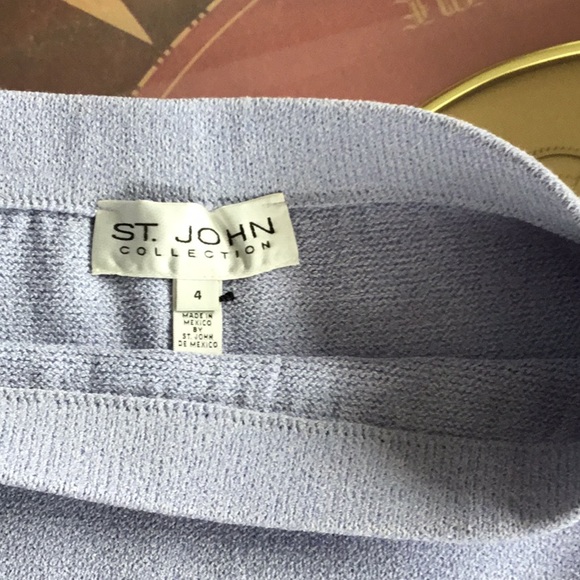 ST. JOHN
COLLECTION
4
MADE IN
MEXICO
BY
ST. JOHN
DE MEXICO